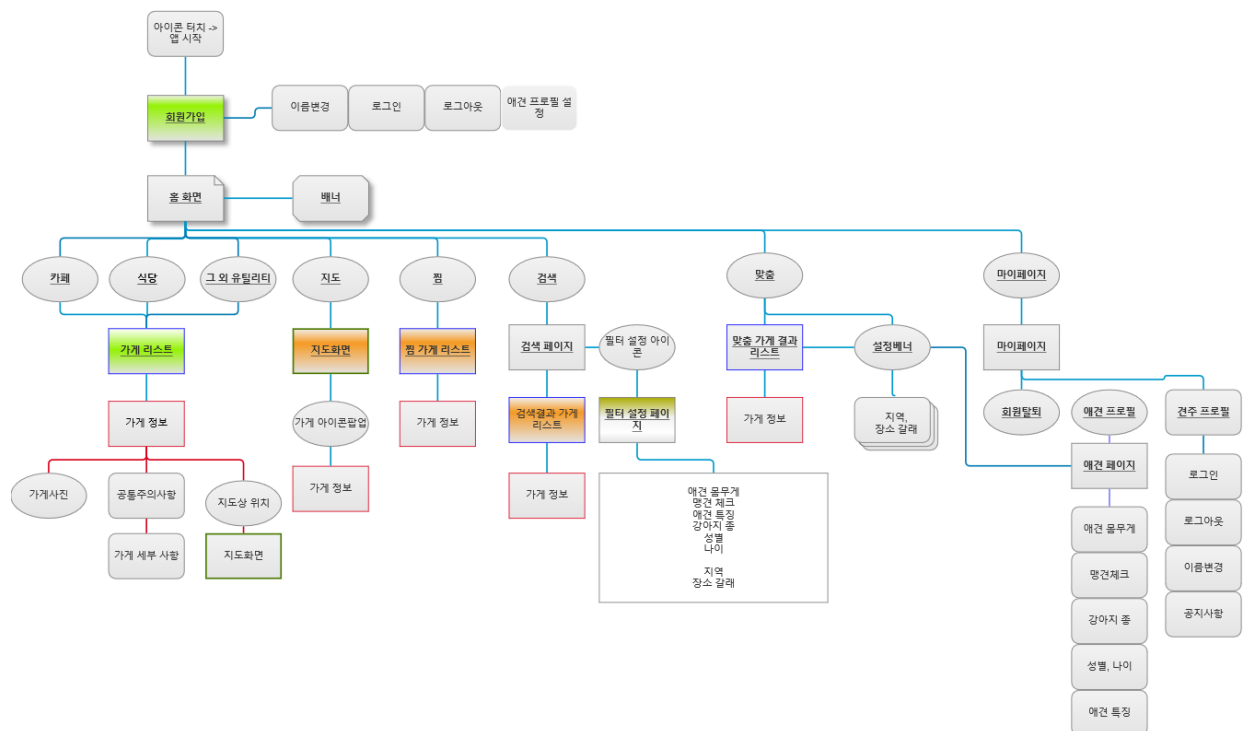 아이콘 터치 ->
앱 시작
회원가입
이름변경
로그인
로그아웃
애견 프로필 설
정
홈 화면
배너
카페
식당
그 외 유틸리티
지도
찜
검색
맞춤
마이페이지
가게 리스트
지도화면
찜 가게 리스트
검색 페이지
필터 설정 아이
콘
맞춤 가게 결과
리스트
설정배너
마이페이지
가게 정보
가게 아이콘팝업
가게 정보
검색결과 가게
리스트
필터 설정 페이
지
가게 정보
지역,
장소 갈래
회원탈퇴
애견 프로필
견주 프로필
가게사진
공통주의사항
지도상 위치
가게 정보
가게 정보
애견 몸무게
맹견 체크
애견 특징
강아지 종
성별
나이
지역
장소 갈래
애견 페이지
로그인
가게 세부 사항
지도화면
애견 몸무게
로그아웃
맹견체크
이름변경
강아지 종
공지사항
성별, 나이
애견 특징